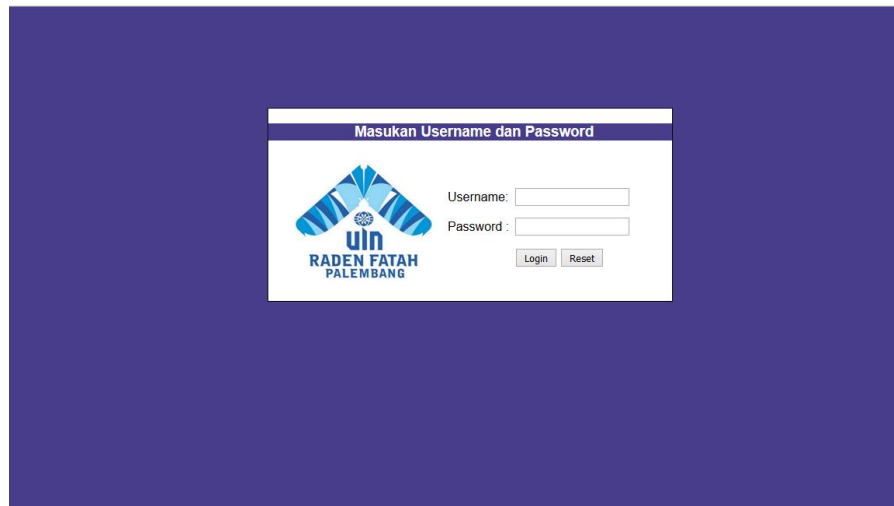 Masukan Username dan Password
Username:
Password :
Login Reset
uin
RADEN FATAH
PALEMBANG